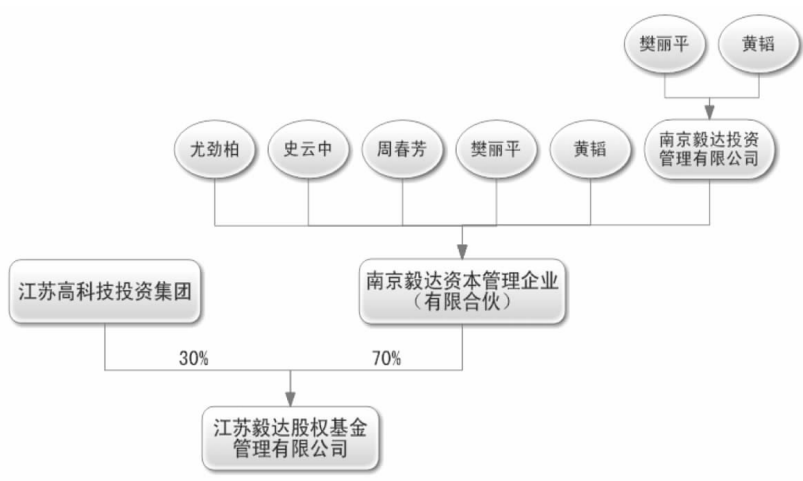 樊丽平
黄韬
尤劲柏
史云中
周春芳
樊丽平
黄韬
南京毅达投资
管理有限公司
江苏高科技投资集团
南京毅达资本管理企业
（有限合伙）
30%
70%
江苏毅达股权基金
管理有限公司